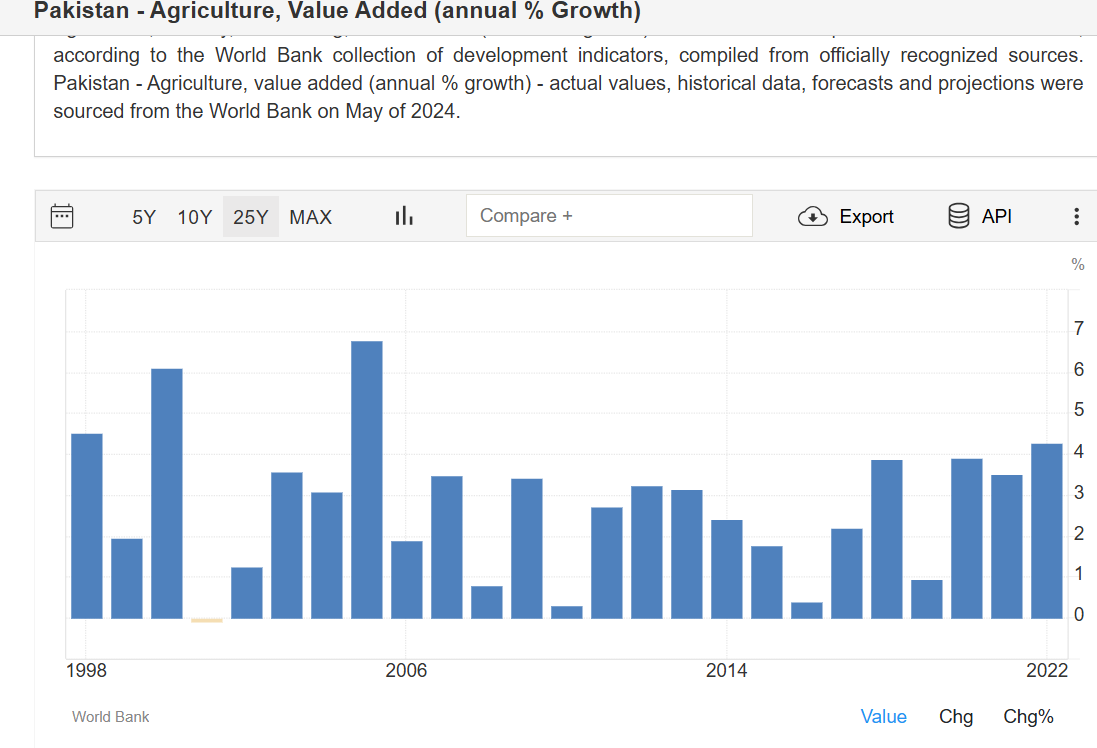 Pakistan - Agriculture, Value Added (annual % Growth)
according to the World Bank collection of development indicators, compiled from officially recognized sources.
Pakistan - Agriculture, value added (annual % growth) - actual values, historical data, forecasts and projections were
sourced from the World Bank on May of 2024.
5Y 10Y 25Y MAX Compare + Export API
%
7
6
5
4
3
2
1
0
1998 2006 2014 2022
World Bank Value Chg Chg%